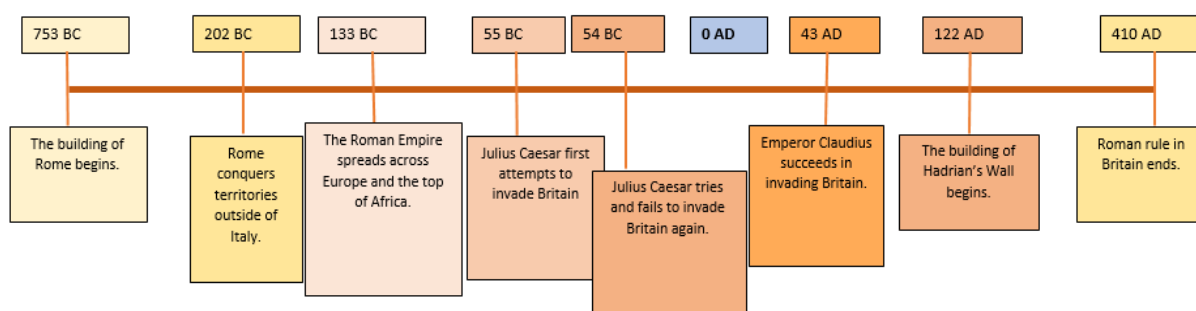 753 BC
202 BC
133 BC
55 BC
54 BC
0 AD
43 AD
122 AD
410 AD
The building of
Rome begins.
Rome
conquers
territories
outside of
Italy.
The Roman Empire
spreads across
Europe and the top
of Africa.
Julius Caesar first
attempts to
invade Britain
Julius Caesar tries
and fails to invade
Britain again.
Emperor Claudius
succeeds in
invading Britain.
The building of
Hadrian's Wall
begins.
Roman rule in
Britain ends.